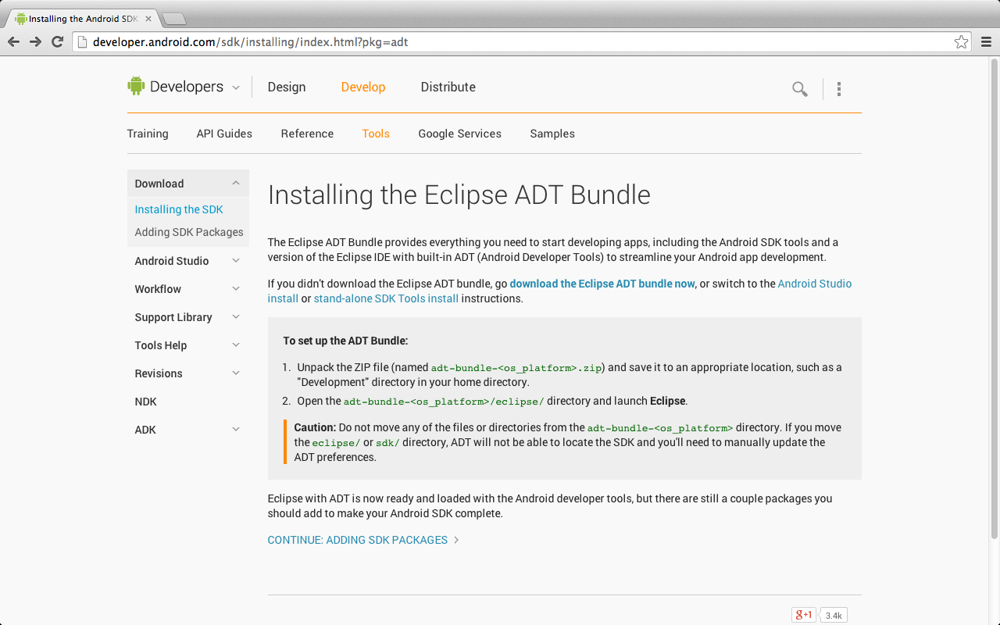 Installing the Android SDK
developer.android.com/sdk/installing/index.html?pkg=adt
Developers
Design
Develop
Distribute
Training
API Guides
Reference
Tools
Google Services
Samples
Download
Installing the SDK
Adding SDK Packages
Android Studio
Workflow
Support Library
Tools Help
Revisions
NDK
ADK
Installing the Eclipse ADT Bundle
The Eclipse ADT Bundle provides everything you need to start developing apps, including the Android SDK tools and a
version of the Eclipse IDE with built-in ADT (Android Developer Tools) to streamline your Android app development.
If you didn't download the Eclipse ADT bundle, go download the Eclipse ADT bundle now, or switch to the Android Studio
install or stand-alone SDK Tools install instructions.
To set up the ADT Bundle:
1. Unpack the ZIP file (named adt-bundle-<os_platform>.zip) and save it to an appropriate location, such as a
"Development" directory in your home directory.
2. Open the adt-bundle-<os_platform>/eclipse/ directory and launch Eclipse.
Caution: Do not move any of the files or directories from the adt-bundle-<os_platform> directory. If you move
the eclipse/ or sdk/ directory, ADT will not be able to locate the SDK and you'll need to manually update the
ADT preferences.
Eclipse with ADT is now ready and loaded with the Android developer tools, but there are still a couple packages you
should add to make your Android SDK complete.
CONTINUE: ADDING SDK PACKAGES
g+1 3.4k